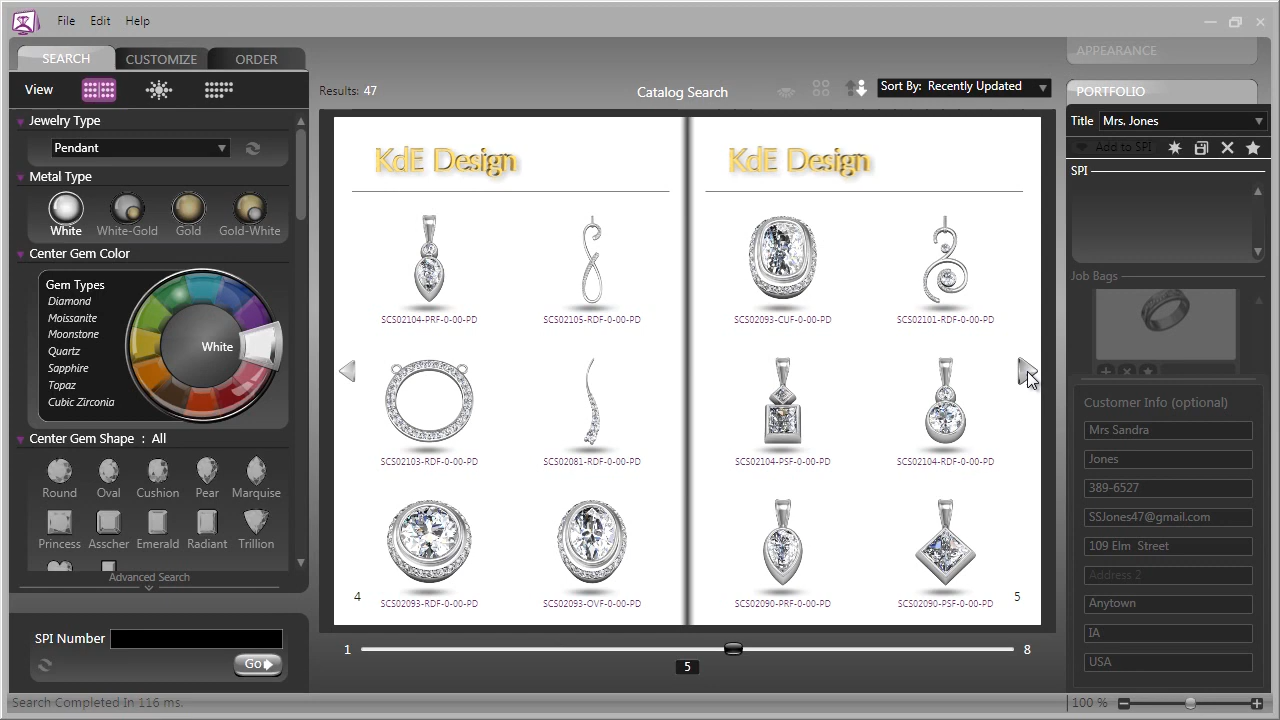 File Edit Help
SEARCH CUSTOMIZE ORDER
View
Jewelry Type
Pendant
Metal Type
White White-Gold Gold Gold-White
Center Gem Color
Gem Types
Diamond
Moissanite
Moonstone
Quartz
Sapphire
Topaz
Cubic Zirconia
White
Center Gem Shape : All
Round Oval Cushion Pear Marquise
Princess Asscher Emerald Radiant Trillion
Advanced Search
SPI Number
Go
Search Completed In 116 ms.
Results: 47
Catalog Search
Sort By: Recently Updated
KdE Design
SCS02104-PRF-0-00-PD SCS02105-RDF-0-00-PD
SCS02103-RDF-0-00-PD SCS02081-RDF-0-00-PD
4
SCS02093-RDF-0-00-PD SCS02093-OVF-0-00-PD
KdE Design
SCS02093-CUF-0-00-PD SCS02101-RDF-0-00-PD
SCS02104-PSF-0-00-PD SCS02104-RDF-0-00-PD
5
SCS02090-PRF-0-00-PD SCS02090-PSF-0-00-PD
1 8
5
APPEARANCE
PORTFOLIO
Title Mrs. Jones
Add to SPI
SPI
Job Bags
Customer Info (optional)
Mrs Sandra
Jones
389-6527
SSJones47@gmail.com
109 Elm Street
Address 2
Anytown
IA
USA
100 %